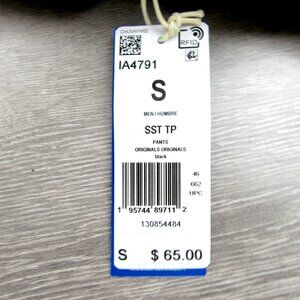 CHUSAFW02
RFID
IA4791
S
MEN / HOMBRE
SST TP
PANTS
ORIGINALS ORIGINALS
black
46
662
UPC
1 95744 89711 2
130854484
S $ 65.00